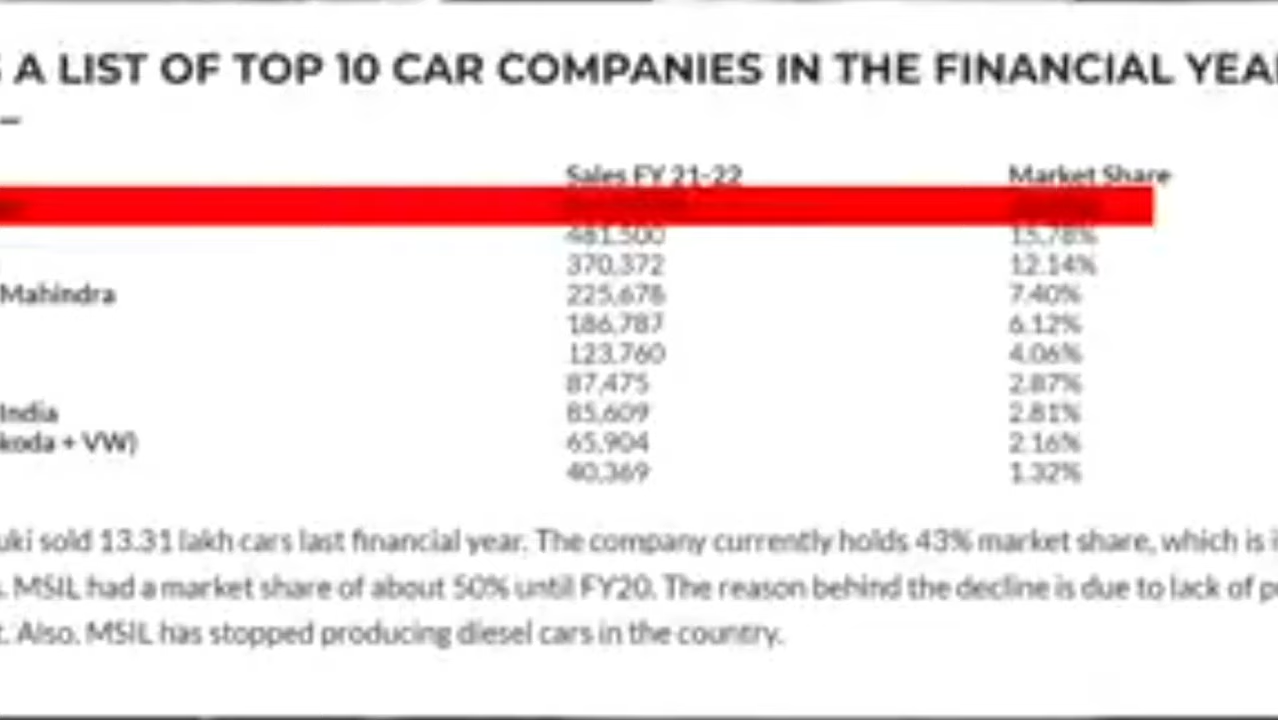 A LIST OF TOP 10 CAR COMPANIES IN THE FINANCIAL
–
Sales FY 21-22 Market Share
481,500 15.78%
370,372 12.14%
Mahindra 225,678 7.40%
186,787 6.12%
123,760 4.06%
87,475 2.87%
India 85,609 2.81%
koda + VW) 65,904 2.16%
40,369 1.32%
uki sold 13.31 lakh cars last financial year. The company currently holds 43% market share, which is
. MSIL had a market share of about 50% until FY20. The reason behind the decline is due to lack of
t. Also, MSIL has stopped producing diesel cars in the country.